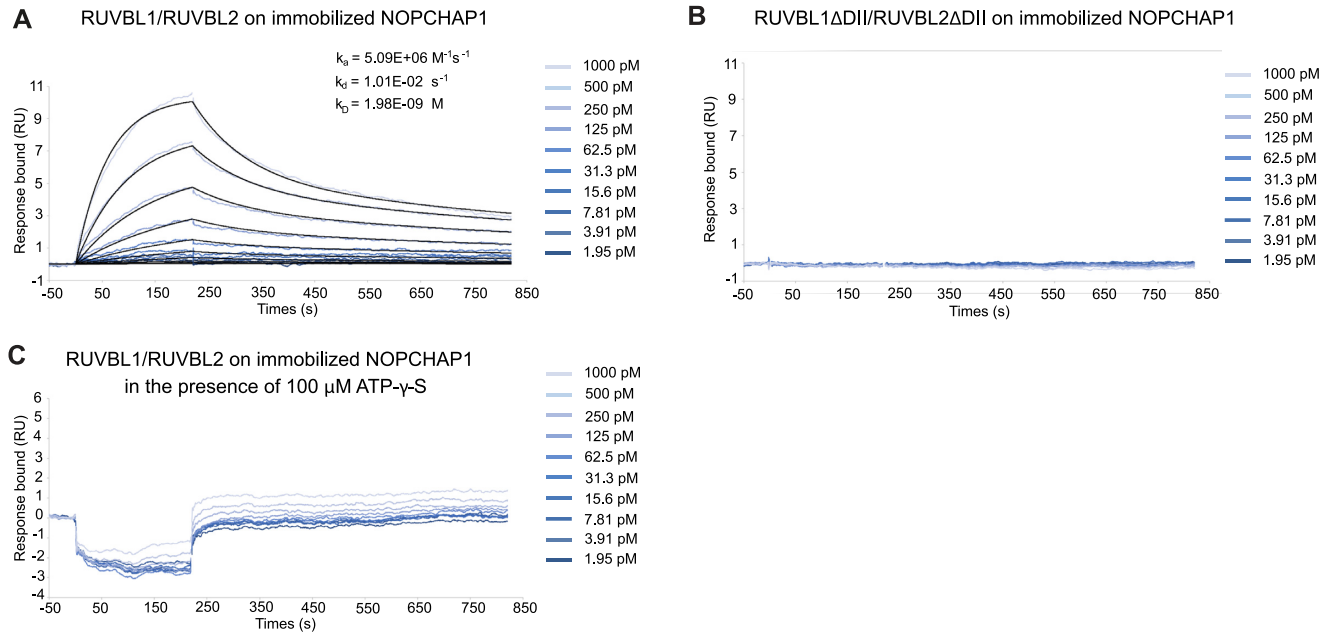 A
RUVBL1/RUVBL2 on immobilized NOPCHAP1
kₐ = 5.09E+06 M⁻¹s⁻¹
k_d = 1.01E-02 s⁻¹
k_D = 1.98E-09 M
Response bound (RU)
11
9
7
5
3
1
-1
-50 50 150 250 350 450 550 650 750 850
Times (s)
1000 pM
500 pM
250 pM
125 pM
62.5 pM
31.3 pM
15.6 pM
7.81 pM
3.91 pM
1.95 pM
B
RUVBL1ΔDII/RUVBL2ΔDII on immobilized NOPCHAP1
Response bound (RU)
11
9
7
5
3
1
-1
-50 50 150 250 350 450 550 650 750 850
Times (s)
1000 pM
500 pM
250 pM
125 pM
62.5 pM
31.3 pM
15.6 pM
7.81 pM
3.91 pM
1.95 pM
C
RUVBL1/RUVBL2 on immobilized NOPCHAP1
in the presence of 100 µM ATP-γ-S
Response bound (RU)
6
5
4
3
2
1
0
-1
-2
-3
-4
-50 50 150 250 350 450 550 650 750 850
Times (s)
1000 pM
500 pM
250 pM
125 pM
62.5 pM
31.3 pM
15.6 pM
7.81 pM
3.91 pM
1.95 pM